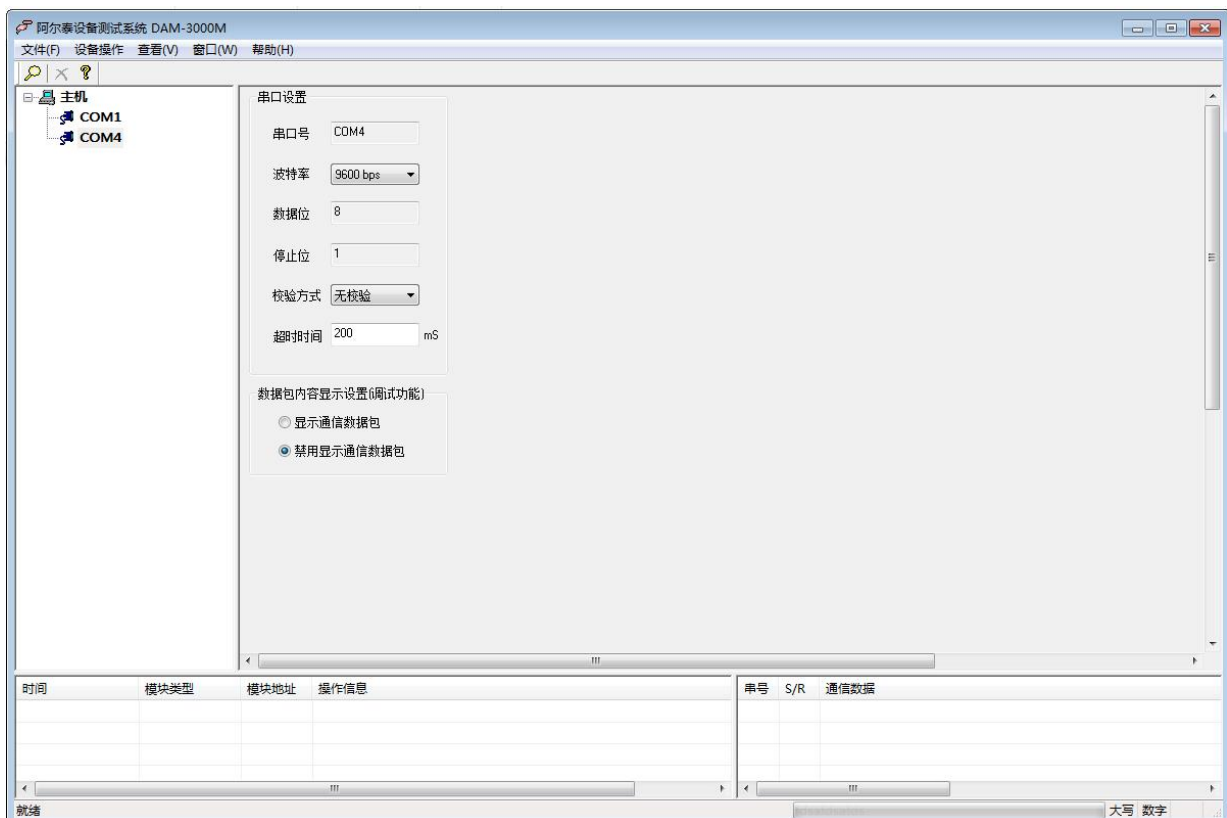 阿尔泰设备测试系统 DAM-3000M
文件(F) 设备操作 查看(V) 窗口(W) 帮助(H)
主机
COM1
COM4
串口设置
串口号 COM4
波特率 9600 bps
数据位 8
停止位 1
校验方式 无校验
超时时间 200 mS
数据包内容显示设置(调试功能)
显示通信数据包
禁用显示通信数据包
时间 模块类型 模块地址 操作信息
串号 S/R 通信数据
就绪
大写 数字